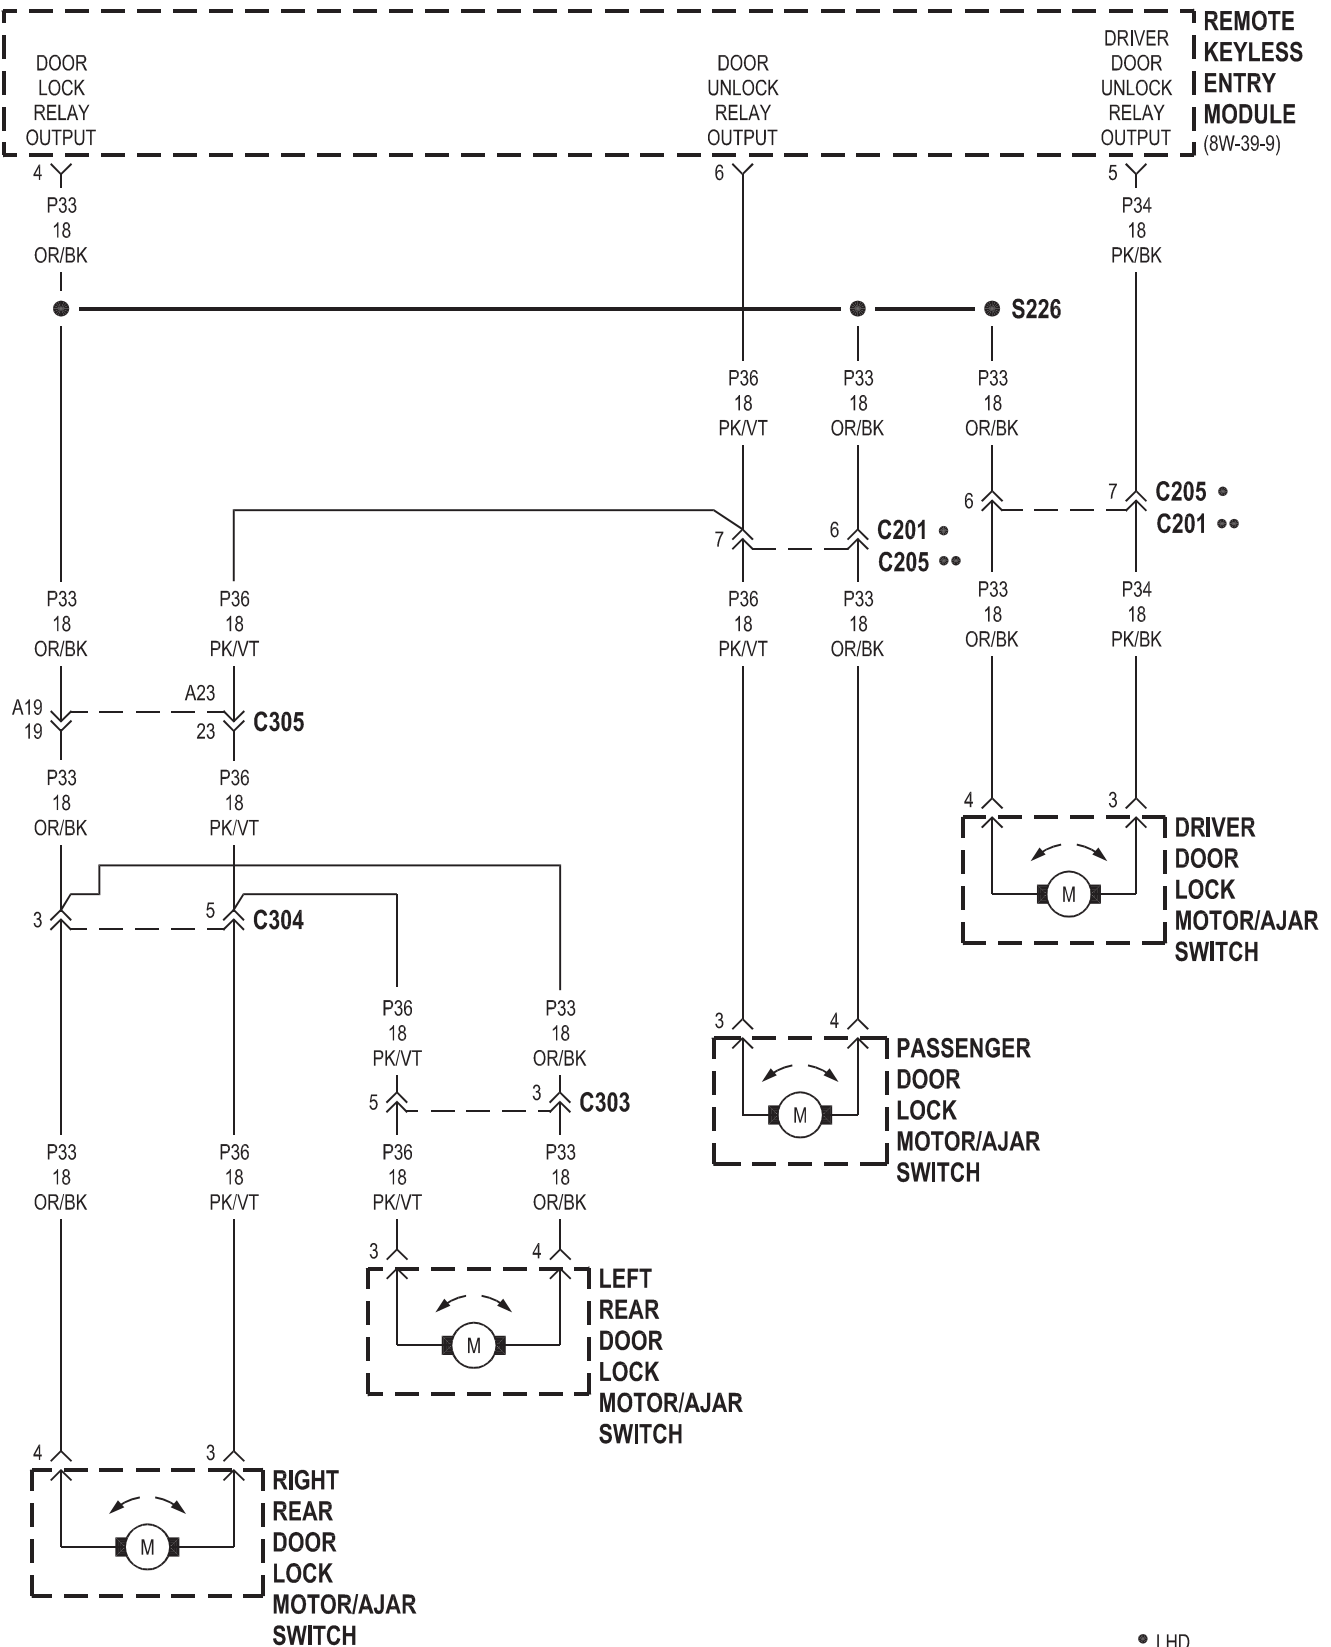 REMOTE
KEYLESS
ENTRY
MODULE
(8W-39-9)
DOOR
LOCK
RELAY
OUTPUT
DOOR
UNLOCK
RELAY
OUTPUT
DRIVER
DOOR
UNLOCK
RELAY
OUTPUT
4
6
5
P33
18
OR/BK
P34
18
PK/BK
S226
P36
18
PK/VT
P33
18
OR/BK
P33
18
OR/BK
6
7
C205
C201
7
6
C201
C205
P33
18
OR/BK
P36
18
PK/VT
P36
18
PK/VT
P33
18
OR/BK
P33
18
OR/BK
P34
18
PK/BK
A19
19
A23
23
C305
P33
18
OR/BK
P36
18
PK/VT
4
3
M
DRIVER
DOOR
LOCK
MOTOR/AJAR
SWITCH
3
5
C304
P36
18
PK/VT
P33
18
OR/BK
3
4
M
PASSENGER
DOOR
LOCK
MOTOR/AJAR
SWITCH
5
3
C303
P33
18
OR/BK
P36
18
PK/VT
P36
18
PK/VT
P33
18
OR/BK
3
4
M
LEFT
REAR
DOOR
LOCK
MOTOR/AJAR
SWITCH
4
3
M
RIGHT
REAR
DOOR
LOCK
MOTOR/AJAR
SWITCH
LHD